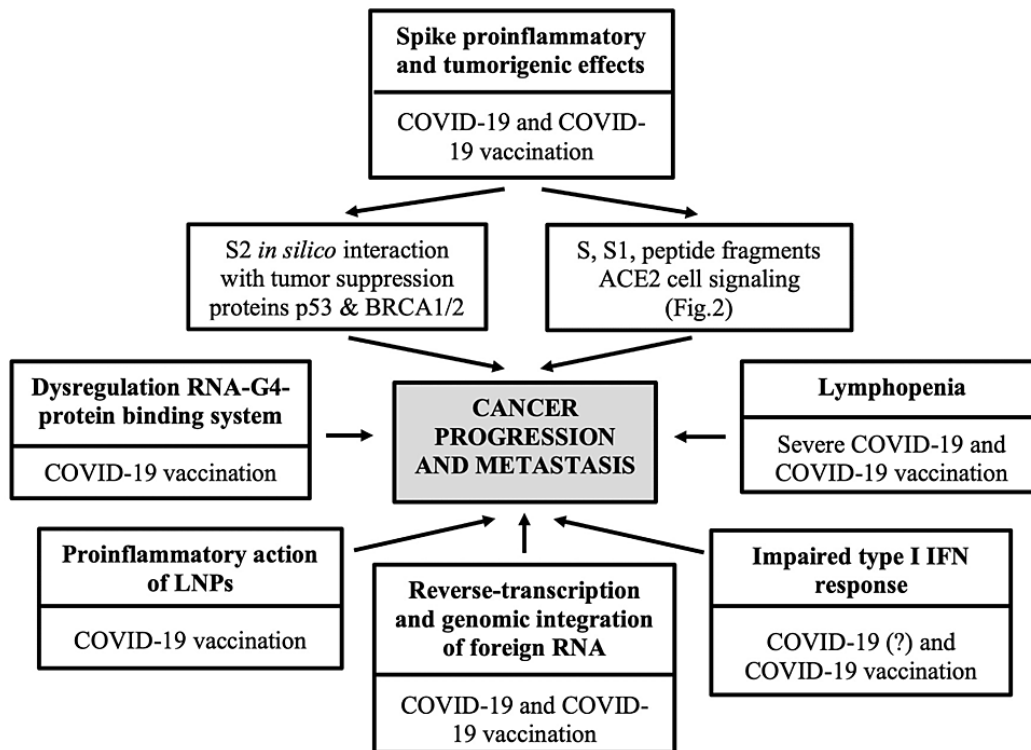 Spike proinflammatory
and tumorigenic effects
COVID-19 and COVID-
19 vaccination
S2 in silico interaction
with tumor suppression
proteins p53 & BRCA1/2
S, S1, peptide fragments
ACE2 cell signaling
(Fig.2)
Dysregulation RNA-G4-
protein binding system
COVID-19 vaccination
CANCER
PROGRESSION
AND METASTASIS
Lymphopenia
Severe COVID-19 and
COVID-19 vaccination
Proinflammatory action
of LNPs
COVID-19 vaccination
Reverse-transcription
and genomic integration
of foreign RNA
COVID-19 and COVID-
19 vaccination
Impaired type I IFN
response
COVID-19 (?) and
COVID-19 vaccination